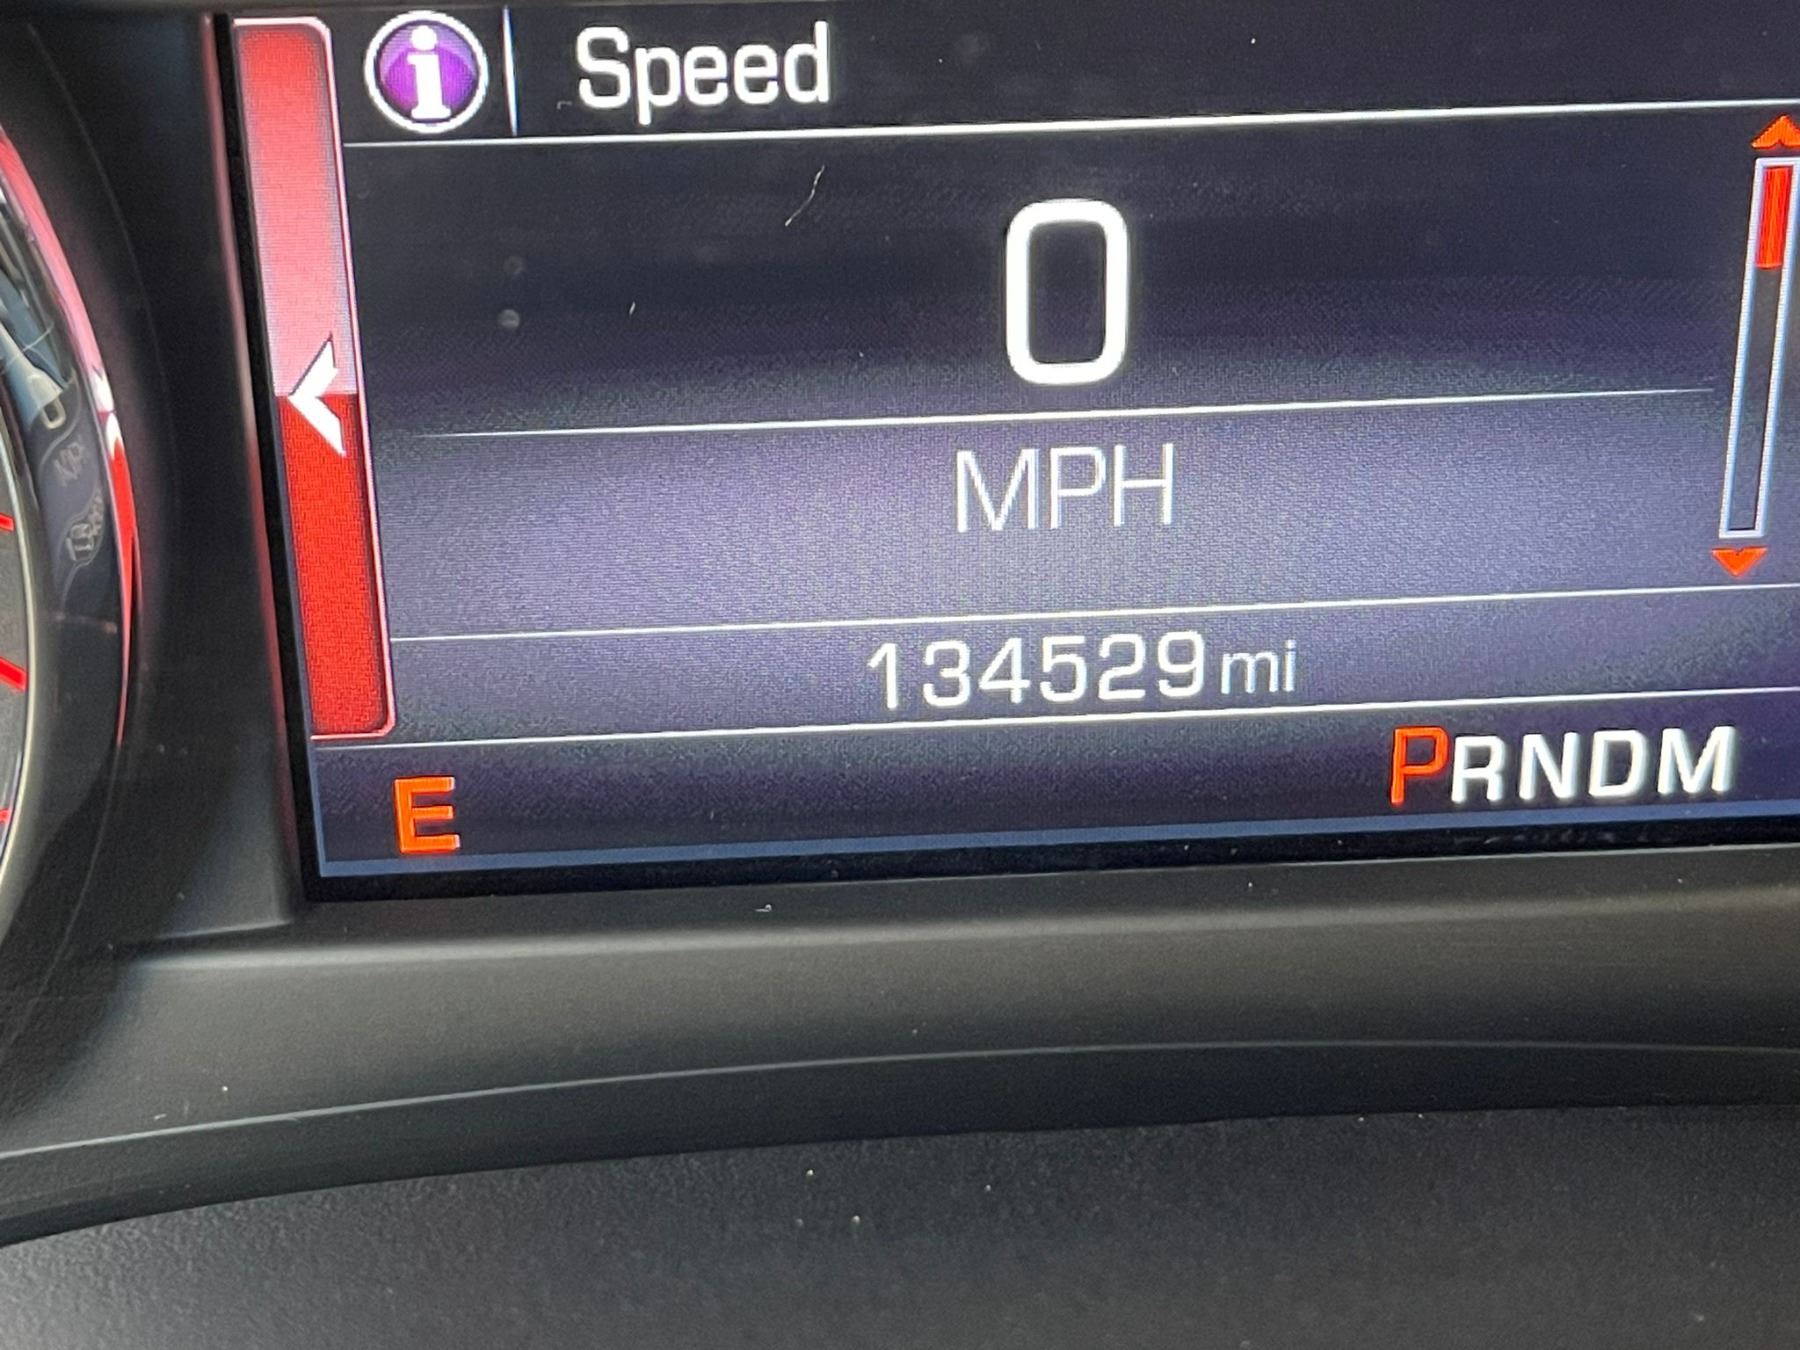 i Speed
0
MPH
134529 mi
E PRNDM